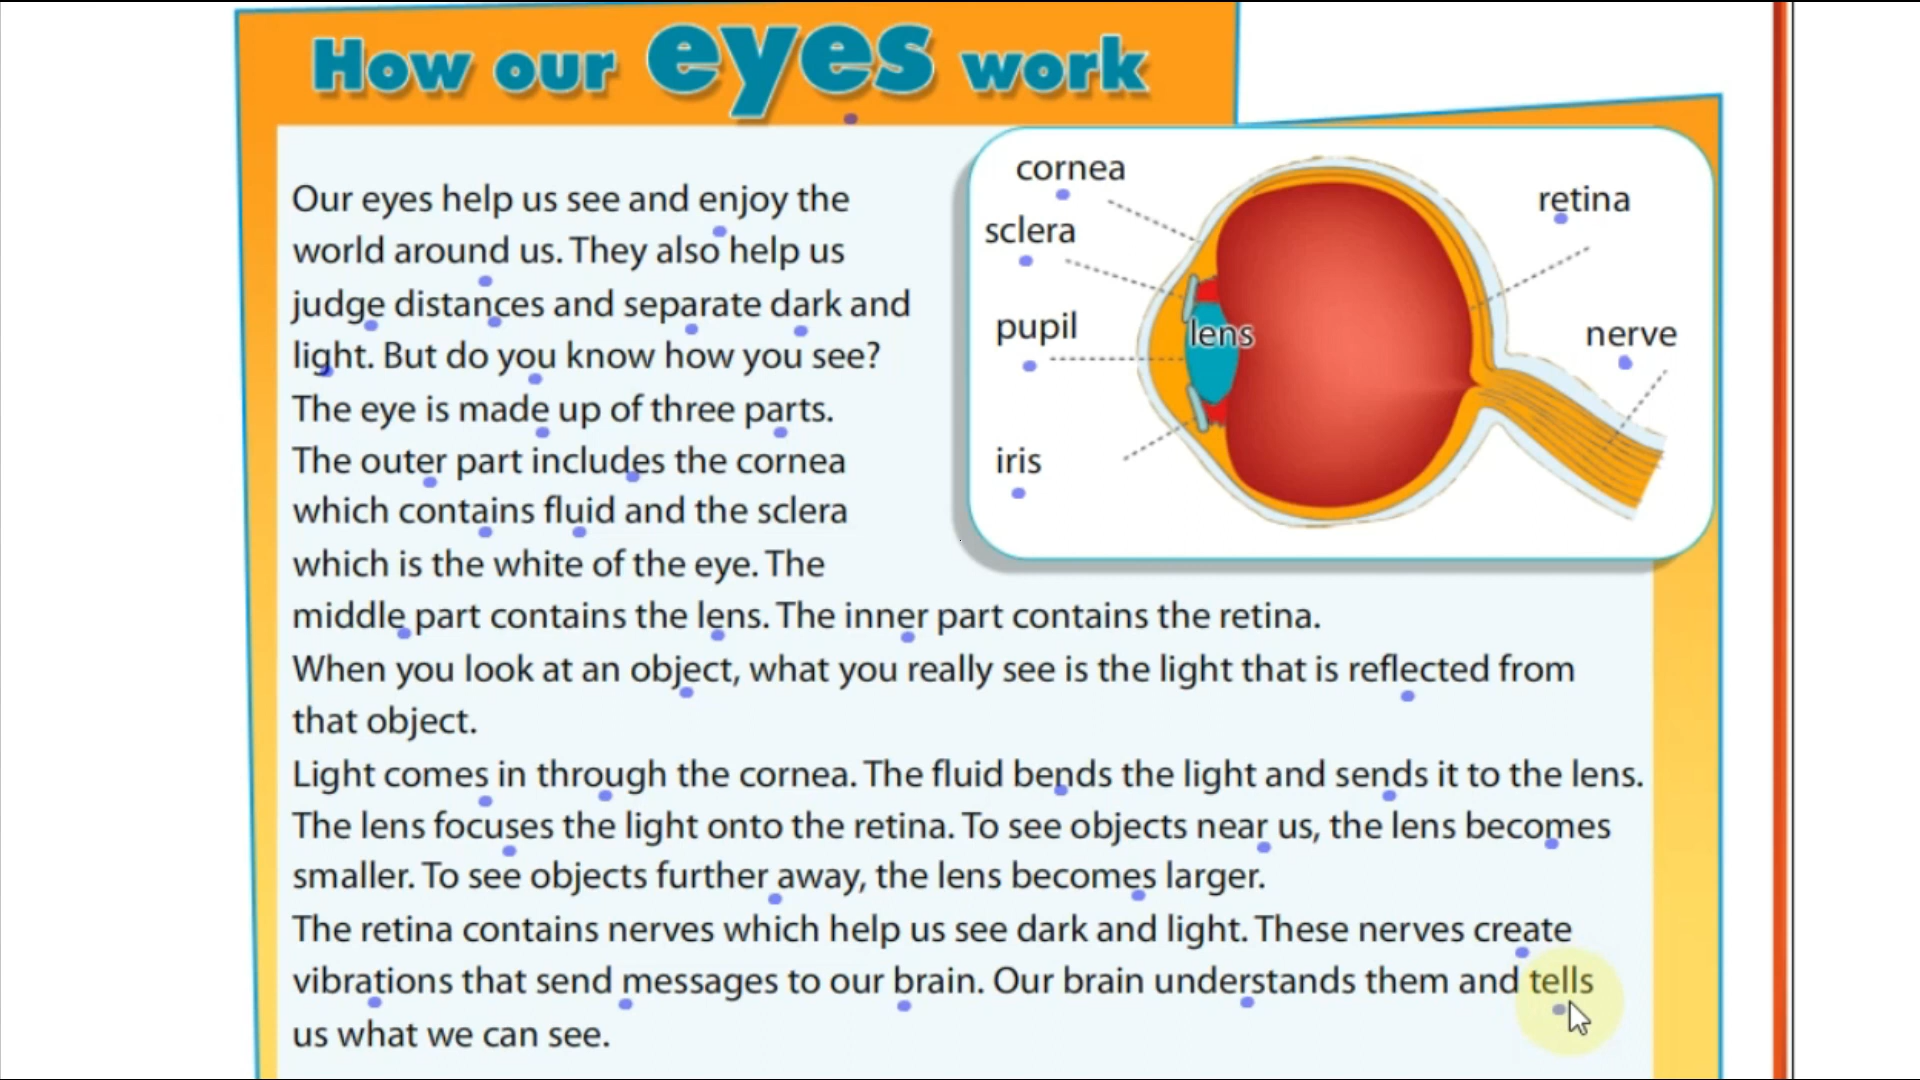 How our eyes work
Our eyes help us see and enjoy the
world around us. They also help us
judge distances and separate dark and
light. But do you know how you see?
The eye is made up of three parts.
The outer part includes the cornea
which contains fluid and the sclera
which is the white of the eye. The
middle part contains the lens. The inner part contains the retina.
When you look at an object, what you really see is the light that is reflected from
that object.
Light comes in through the cornea. The fluid bends the light and sends it to the lens.
The lens focuses the light onto the retina. To see objects near us, the lens becomes
smaller. To see objects further away, the lens becomes larger.
The retina contains nerves which help us see dark and light. These nerves create
vibrations that send messages to our brain. Our brain understands them and tells
us what we can see.
cornea
sclera
pupil
iris
lens
retina
nerve